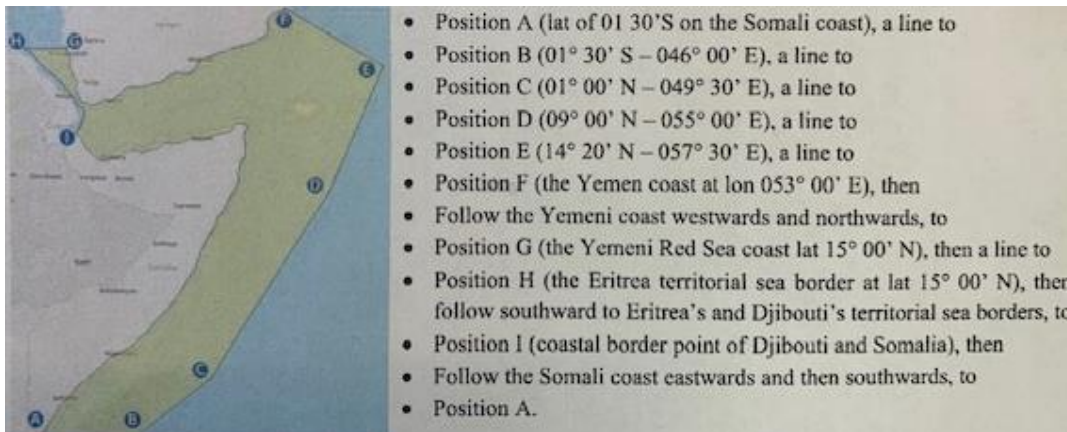 H
G
F
E
I
D
C
A
B
• Position A (lat of 01 30'S on the Somali coast), a line to
• Position B (01° 30' S – 046° 00' E), a line to
• Position C (01° 00' N – 049° 30' E), a line to
• Position D (09° 00' N – 055° 00' E), a line to
• Position E (14° 20' N – 057° 30' E), a line to
• Position F (the Yemen coast at lon 053° 00' E), then
• Follow the Yemeni coast westwards and northwards, to
• Position G (the Yemeni Red Sea coast lat 15° 00' N), then a line to
• Position H (the Eritrea territorial sea border at lat 15° 00' N), then
follow southward to Eritrea's and Djibouti's territorial sea borders, to
• Position I (coastal border point of Djibouti and Somalia), then
• Follow the Somali coast eastwards and then southwards, to
• Position A.